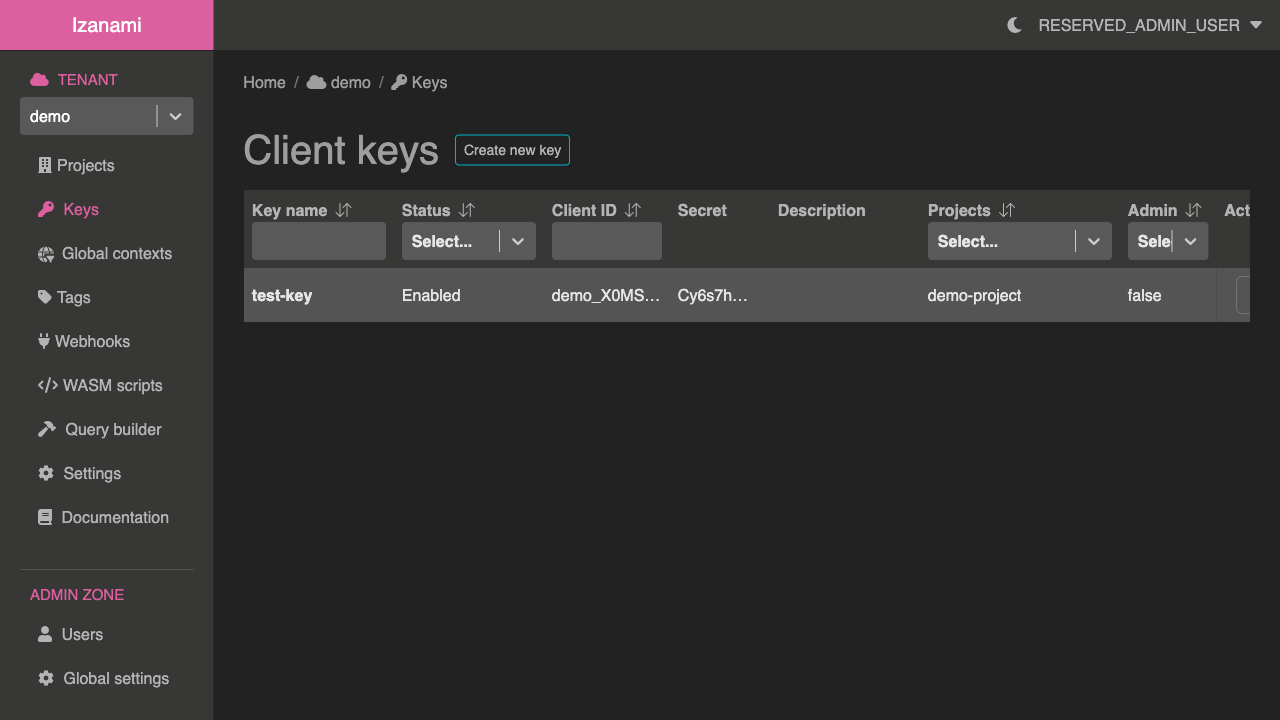 Izanami
RESERVED_ADMIN_USER
TENANT
demo
Projects
Keys
Global contexts
Tags
Webhooks
WASM scripts
Query builder
Settings
Documentation
ADMIN ZONE
Users
Global settings
Home / demo / Keys
Client keys Create new key
Key name Status Client ID Secret Description Projects Admin Act
Select... Select... Sele
test-key Enabled demo_X0MS... Cy6s7h... demo-project false